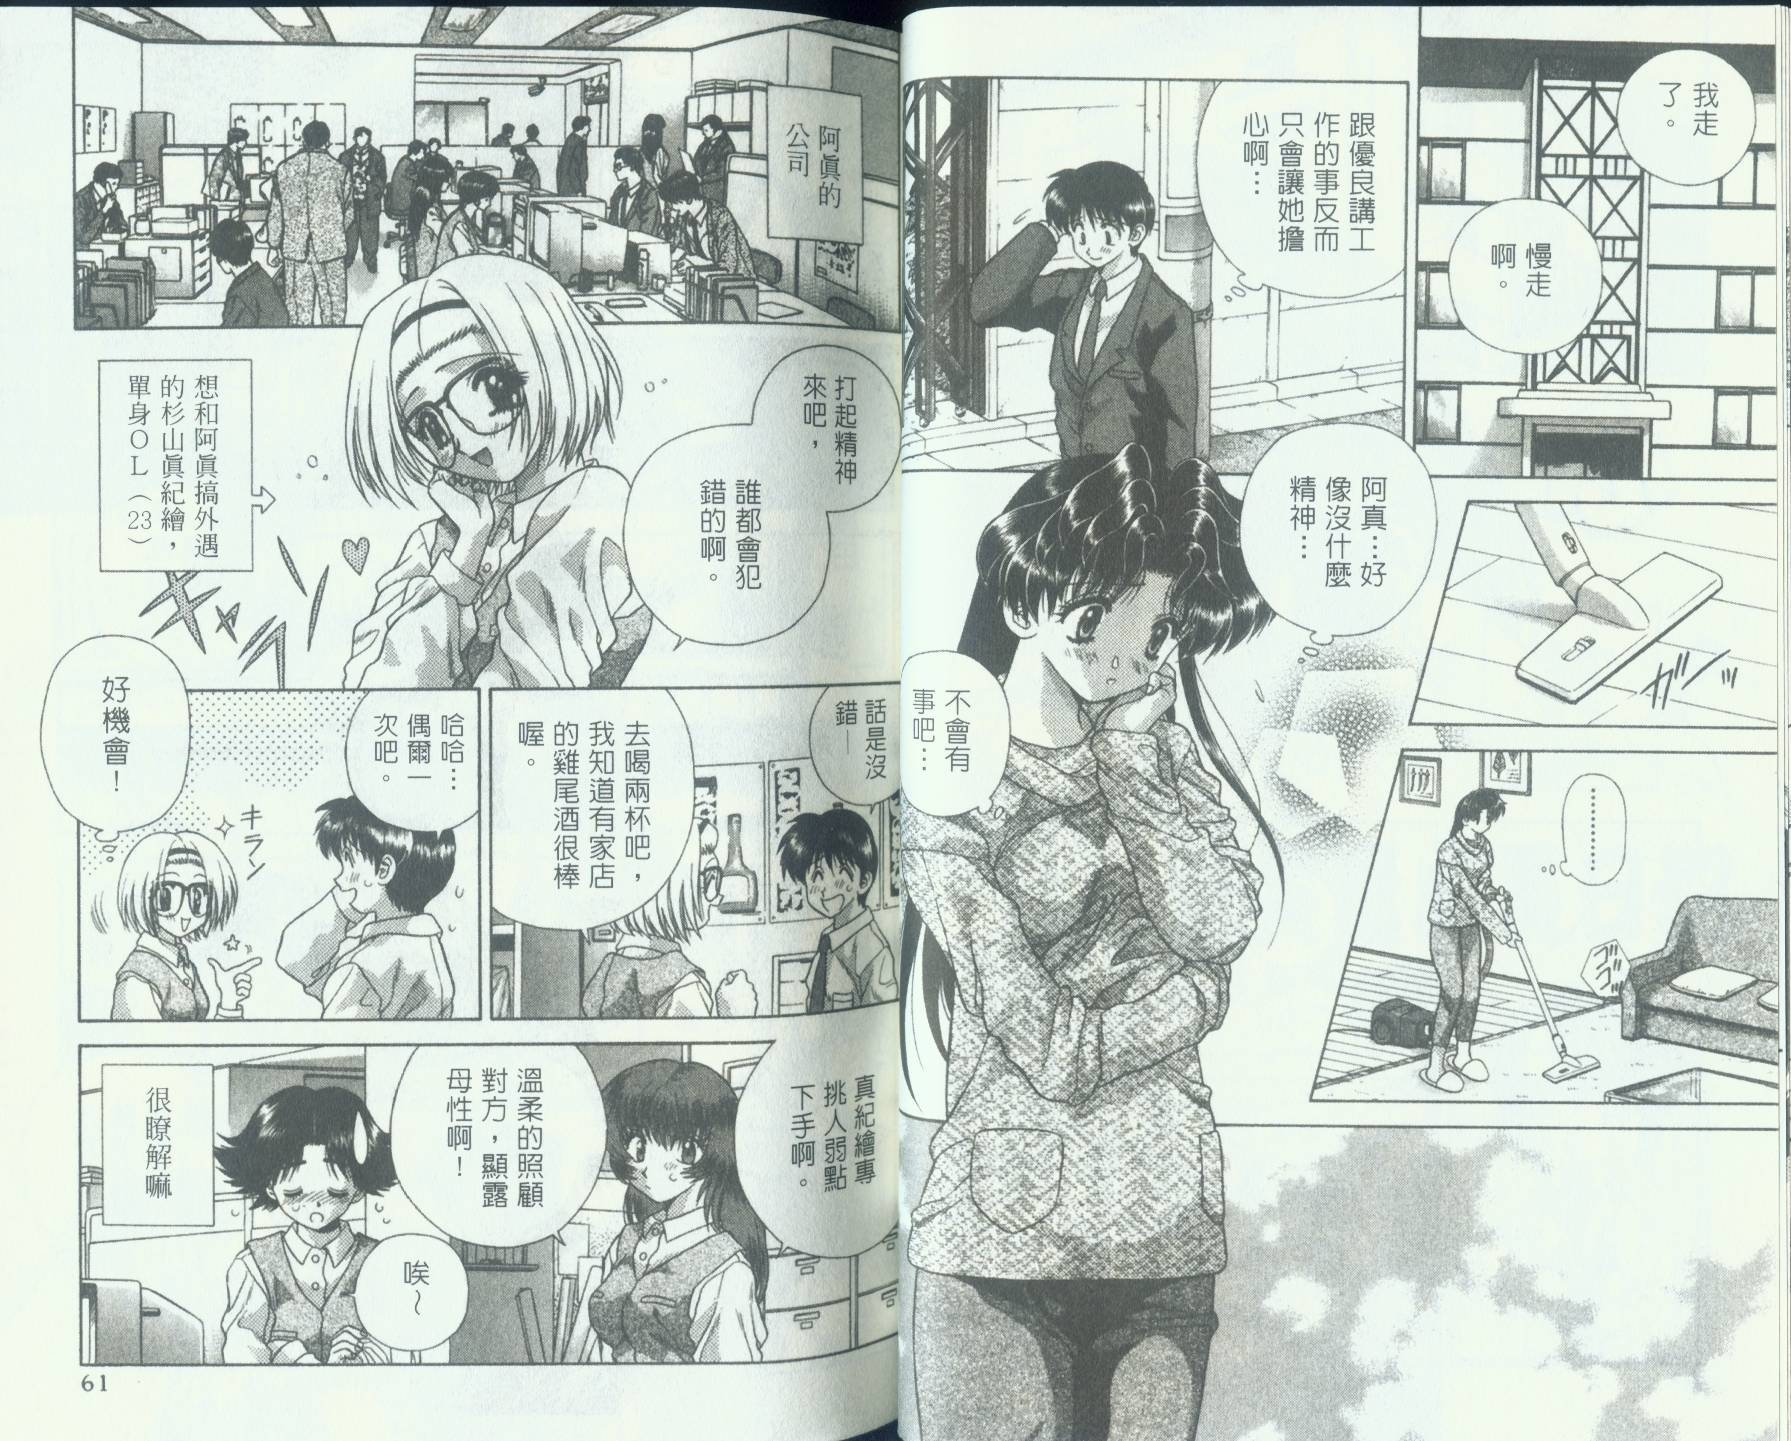 我走
了。
慢走
啊。
跟優良講工
作的事反而
只會讓她擔
心啊…
ガーッ
阿真…好
像沒什麼
精神…
不會有
事吧…
…………
ゴゴゴ
阿眞的
公司
打起精神
來吧，
誰都會犯
錯的啊。
想和阿眞搞外遇
的杉山眞紀繪，
單身OL（23）
話是沒
錯—
去喝兩杯吧，
我知道有家店
的雞尾酒很棒
喔。
哈哈…
偶爾一
次吧。
好機會！
キラン
真紀繪專
挑人弱點
下手啊。
溫柔的照顧
對方，顯露
母性啊！
唉～
很瞭解嘛
61